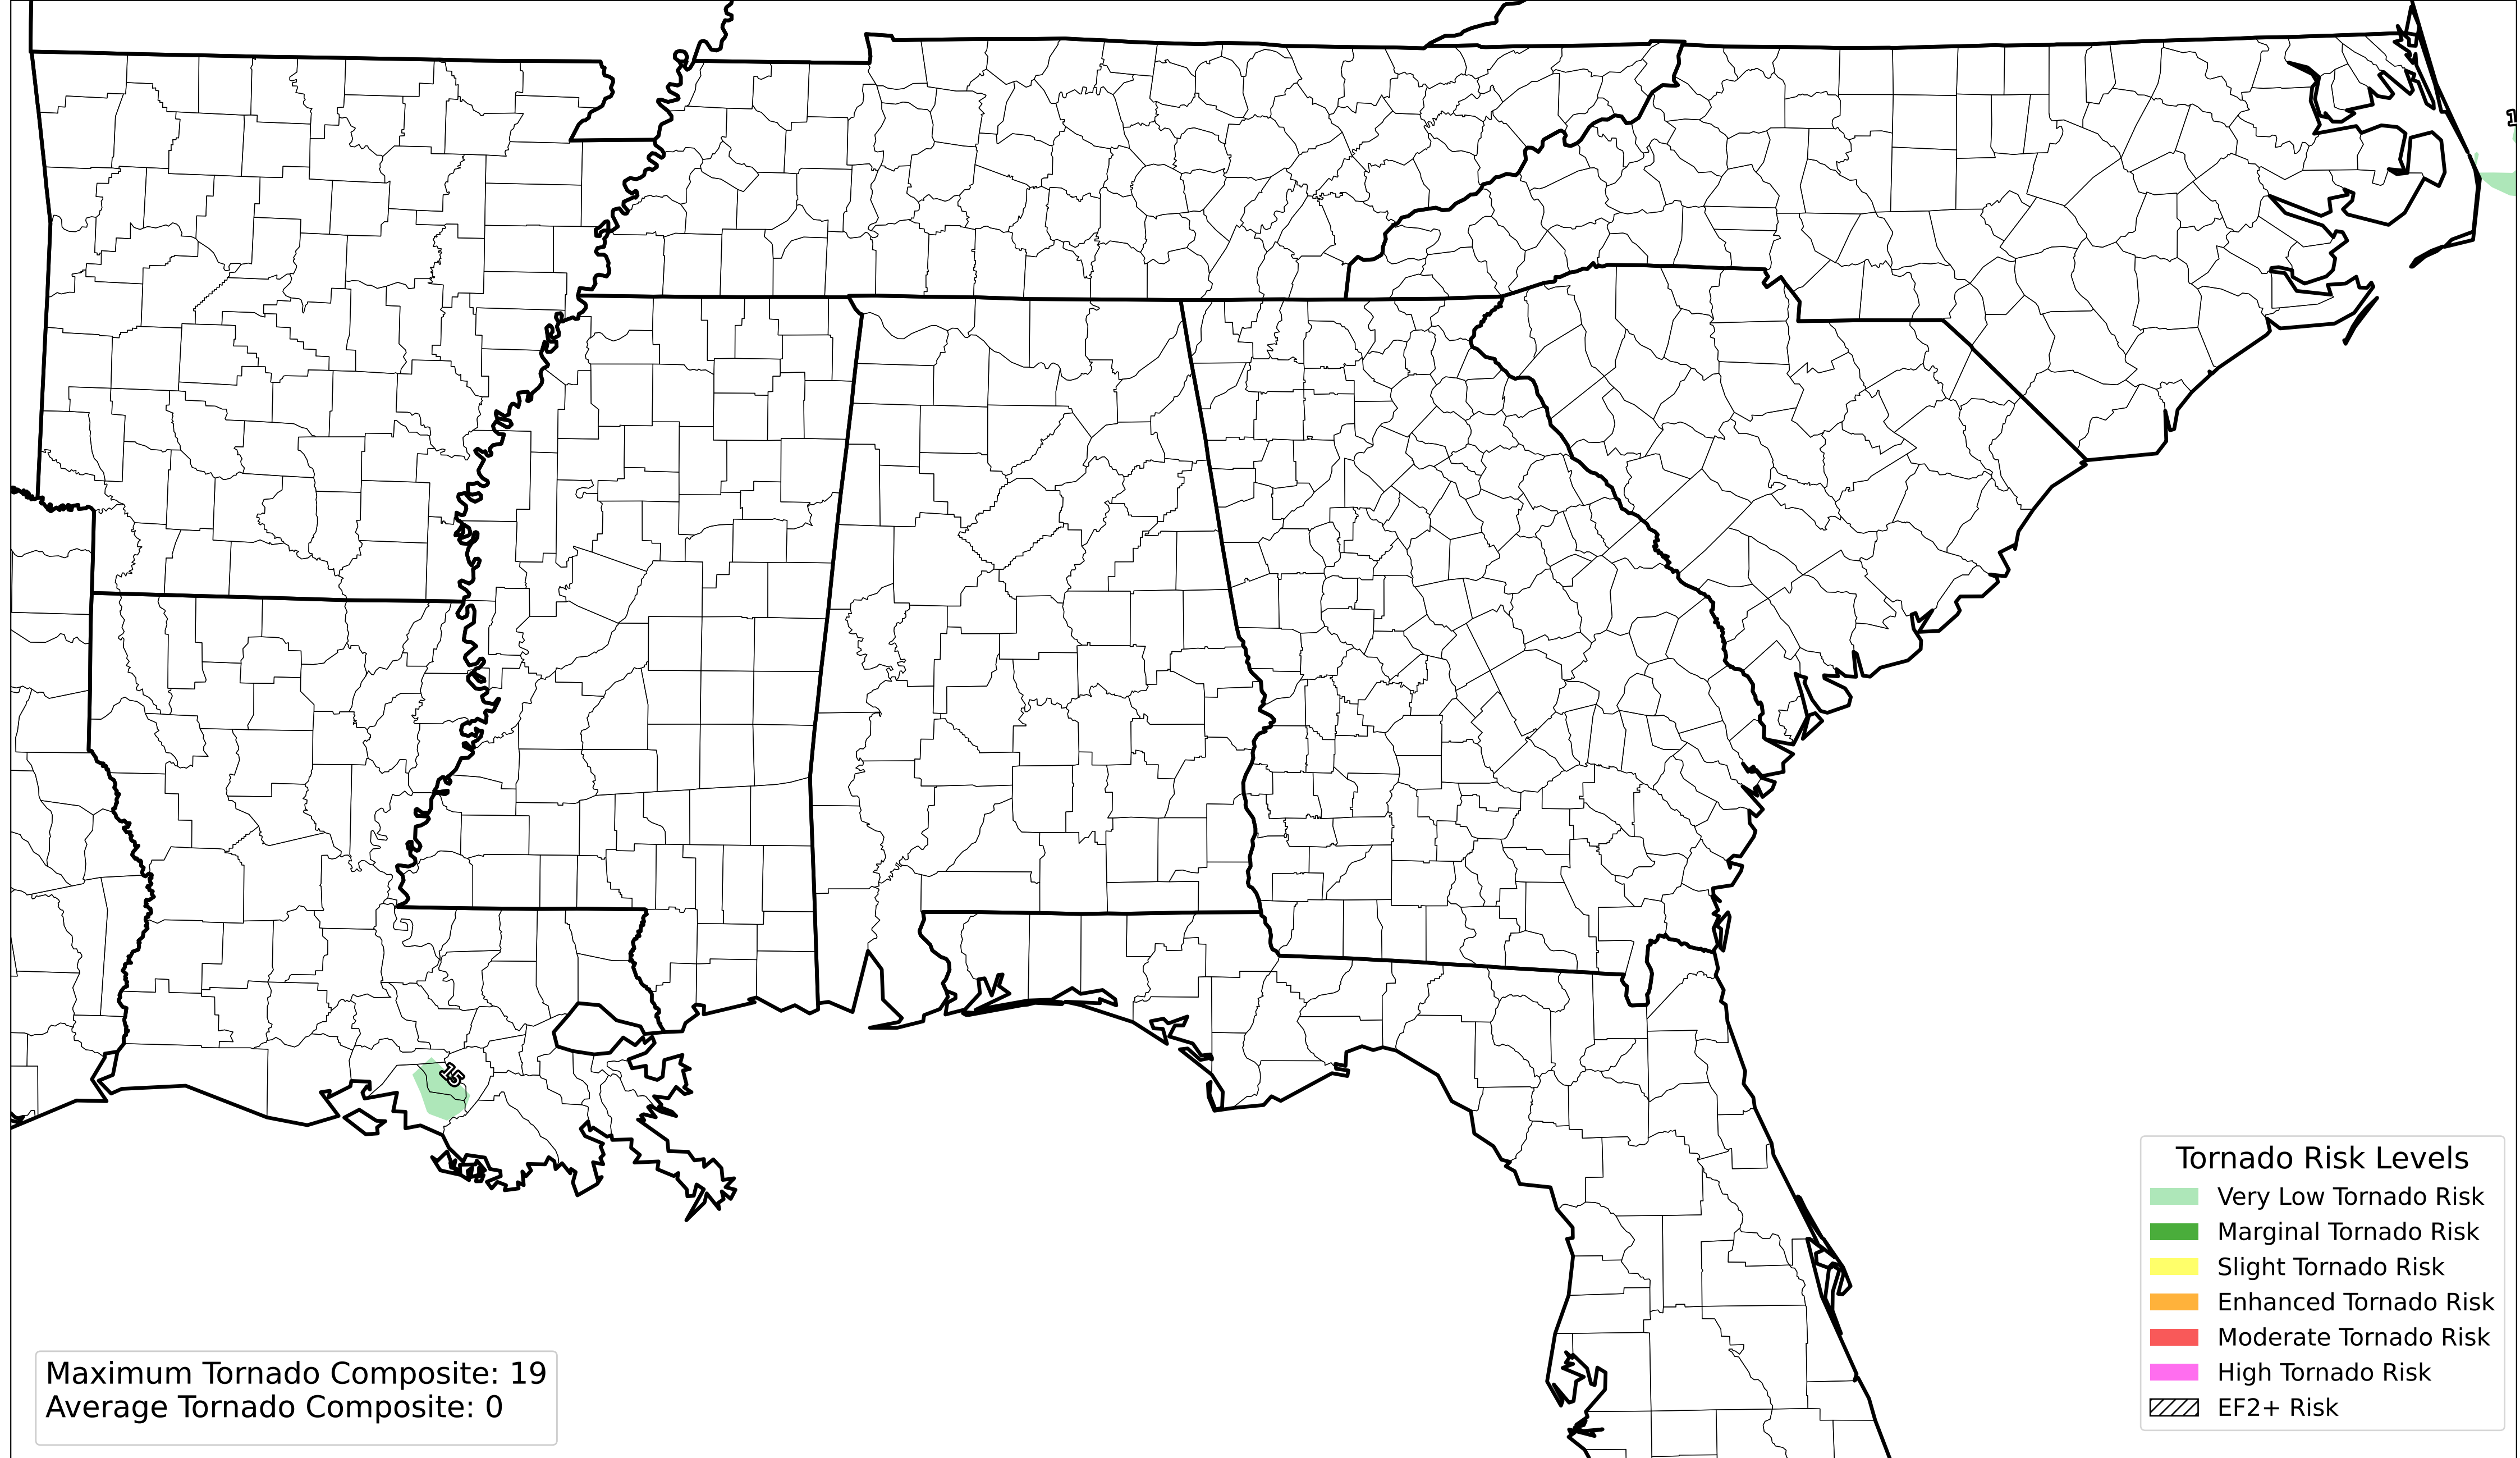 15
Tornado Risk Levels
Very Low Tornado Risk
Marginal Tornado Risk
Slight Tornado Risk
Enhanced Tornado Risk
Moderate Tornado Risk
High Tornado Risk
EF2+ Risk
Maximum Tornado Composite: 19
Average Tornado Composite: 0